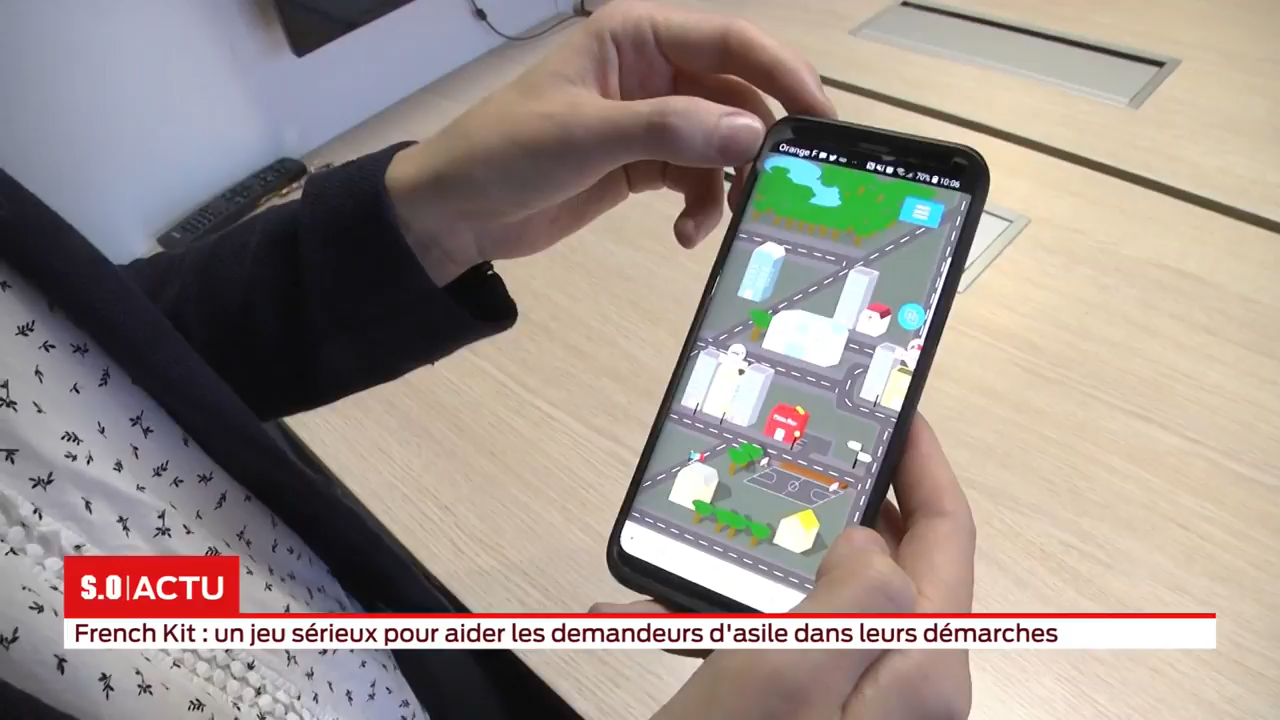 Orange F
70% 10:06
S.O ACTU
French Kit : un jeu sérieux pour aider les demandeurs d'asile dans leurs démarches